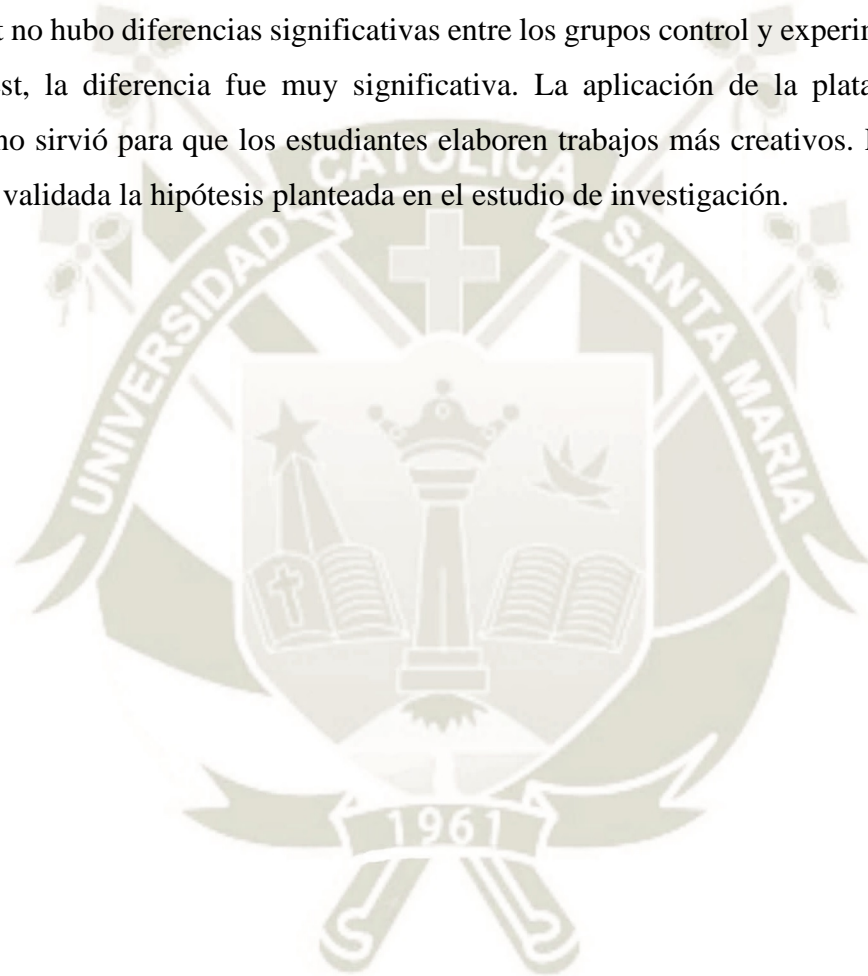 t no hubo diferencias significativas entre los grupos control y experi
st, la diferencia fue muy significativa. La aplicación de la plata
no sirvió para que los estudiantes elaboren trabajos más creativos.
validada la hipótesis planteada en el estudio de investigación.
UNIVERSIDAD CATOLICA SANTA MARIA
1961